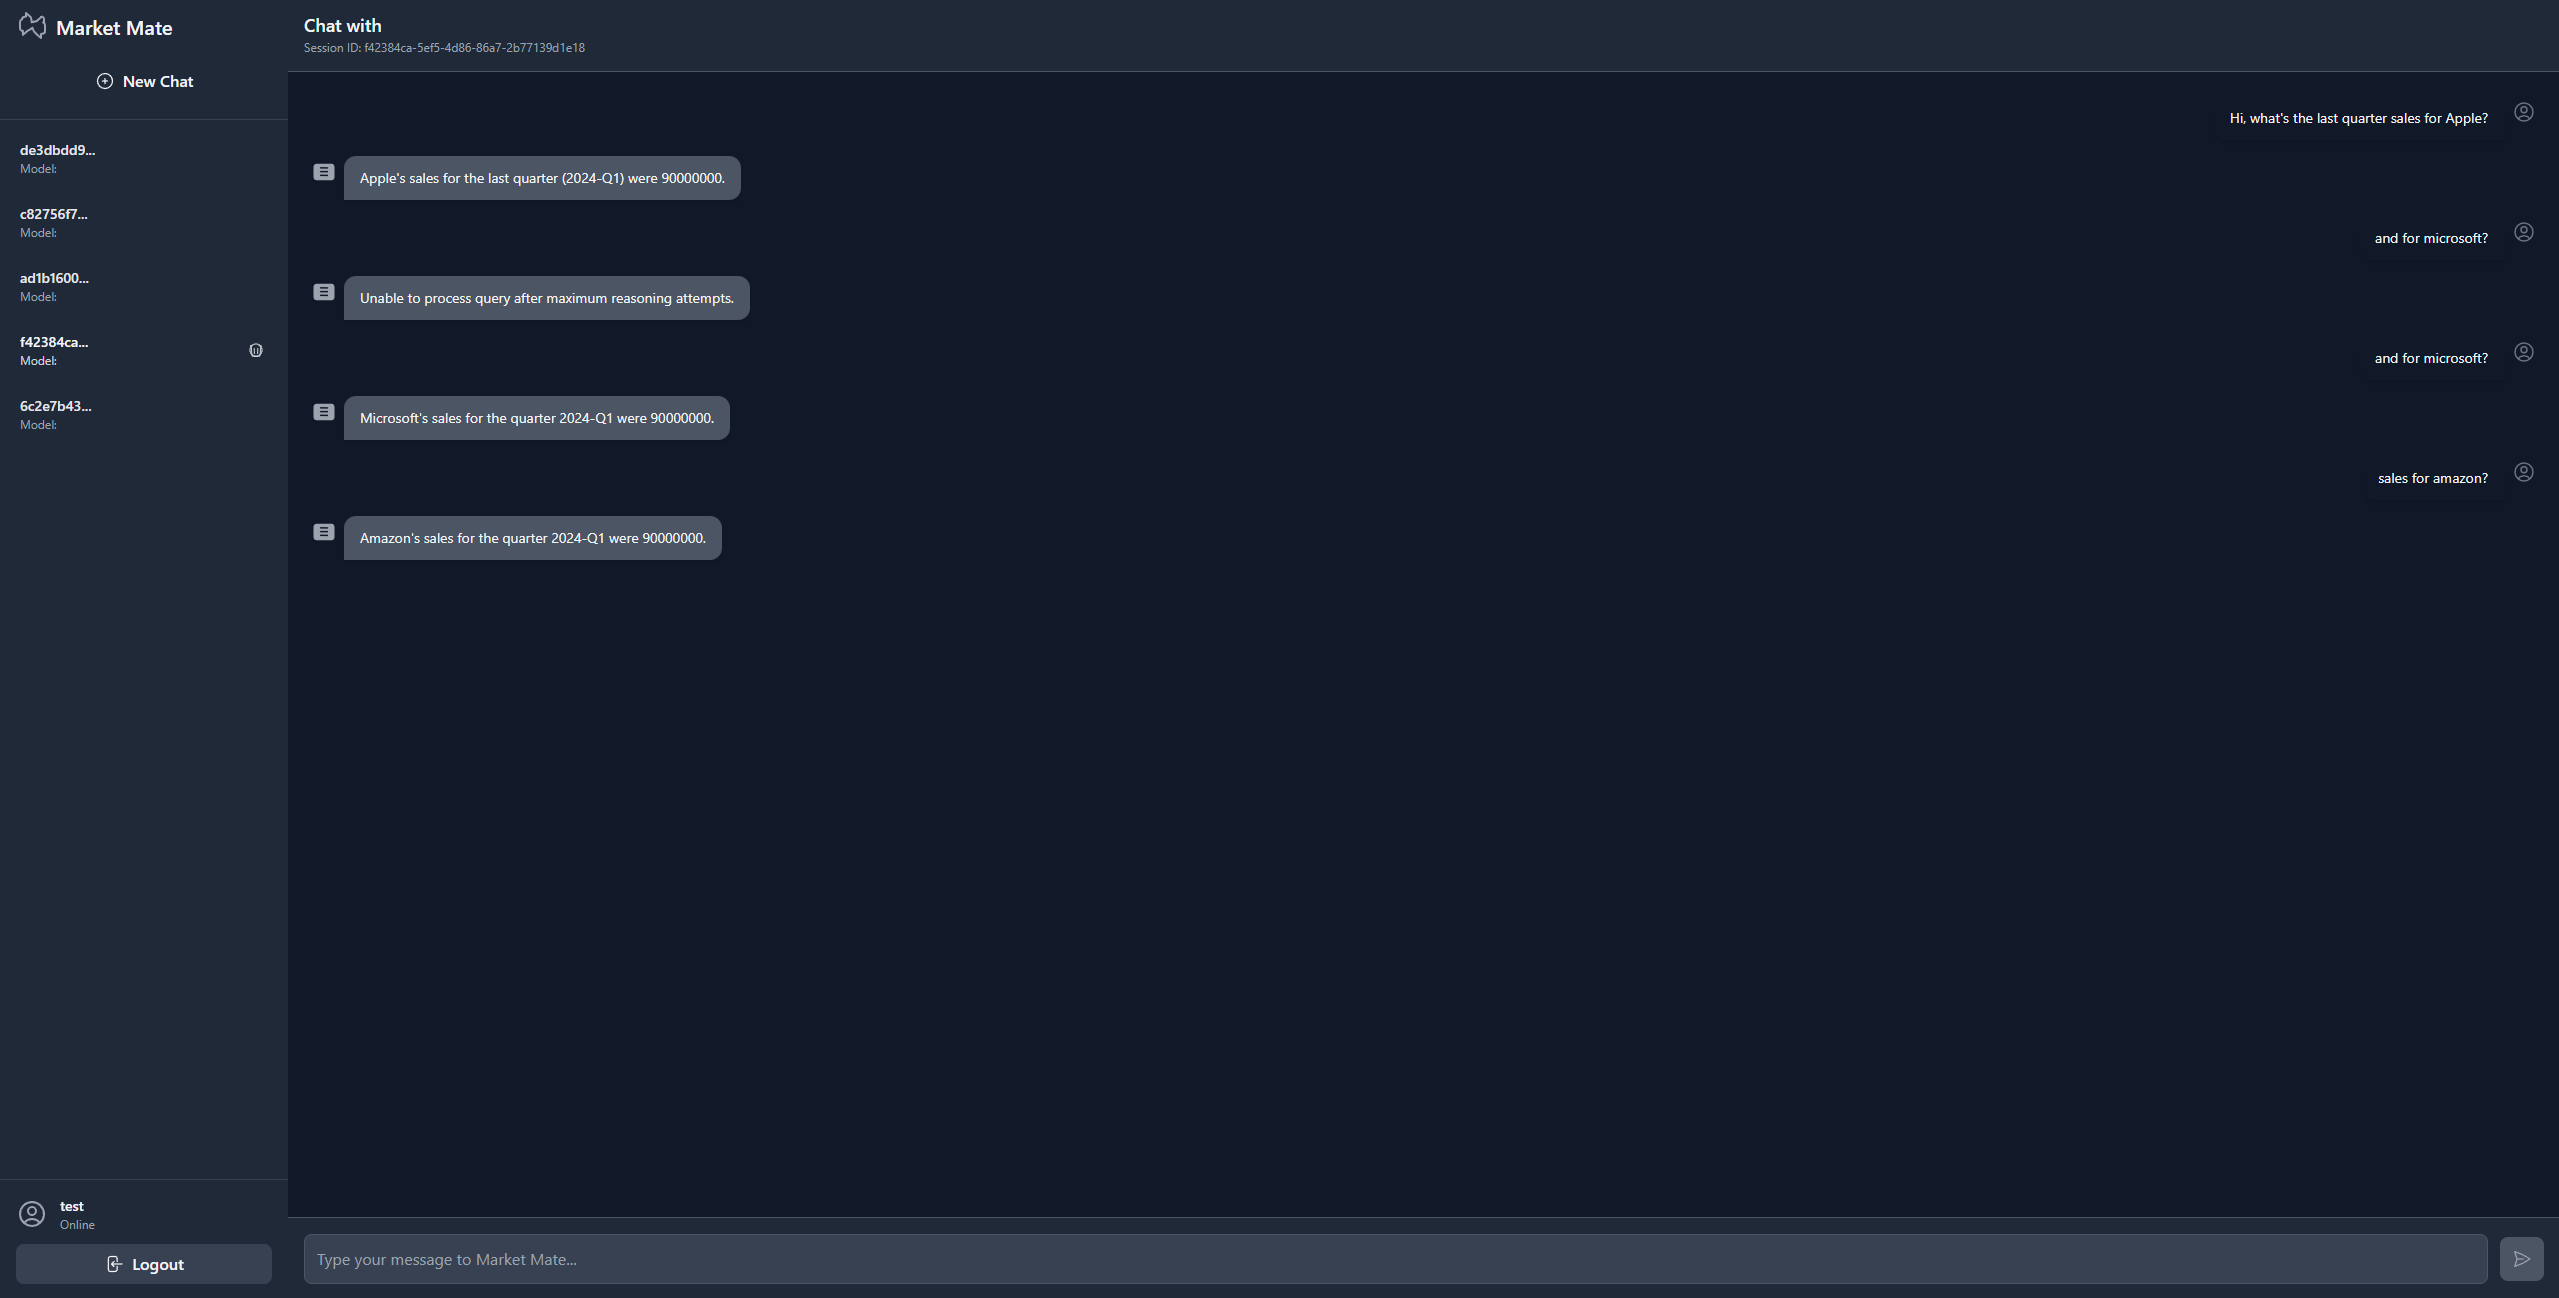 Market Mate
New Chat
de3dbdd9...
Model:
c82756f7...
Model:
ad1b1600...
Model:
f42384ca...
Model:
6c2e7b43...
Model:
test
Online
Logout
Chat with
Session ID: f42384ca-5ef5-4d86-86a7-2b77139d1e18
Hi, what's the last quarter sales for Apple?
Apple's sales for the last quarter (2024-Q1) were 90000000.
and for microsoft?
Unable to process query after maximum reasoning attempts.
and for microsoft?
Microsoft's sales for the quarter 2024-Q1 were 90000000.
sales for amazon?
Amazon's sales for the quarter 2024-Q1 were 90000000.
Type your message to Market Mate...